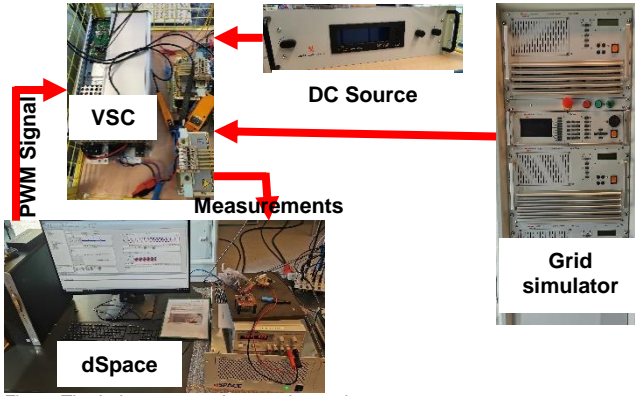 VSC
DC Source
PWM Signal
Measurements
Grid
simulator
dSpace